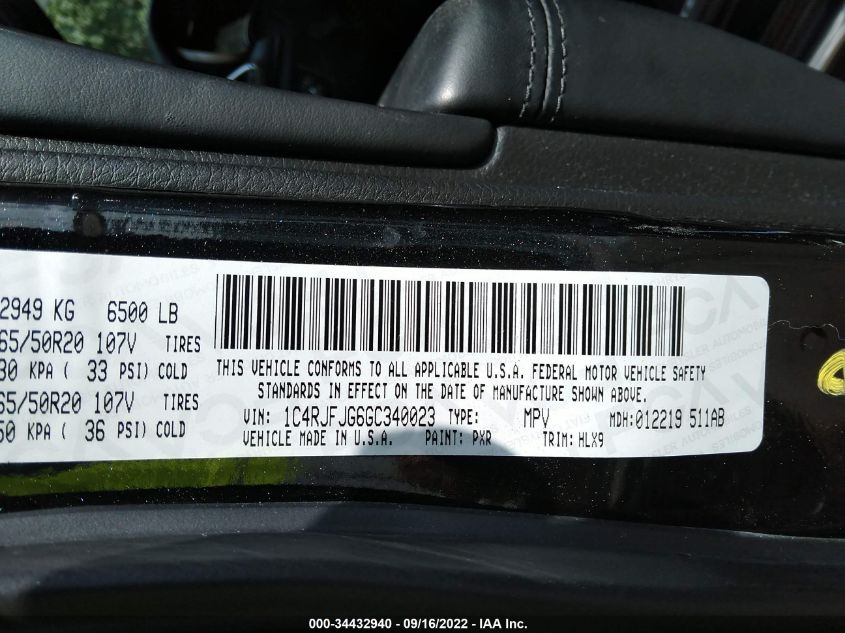 2949 KG 6500 LB
65/50R20 107V TIRES
30 KPA ( 33 PSI) COLD
65/50R20 107V TIRES
50 KPA ( 36 PSI) COLD
THIS VEHICLE CONFORMS TO ALL APPLICABLE U.S.A. FEDERAL MOTOR VEHICLE SAFETY
STANDARDS IN EFFECT ON THE DATE OF MANUFACTURE SHOWN ABOVE.
VIN: 1C4RJFJG6GC340023 TYPE: MPV MDH:012219 511AB
VEHICLE MADE IN U.S.A. PAINT: PXR TRIM: HLX9
000-34432940 - 09/16/2022 - IAA Inc.